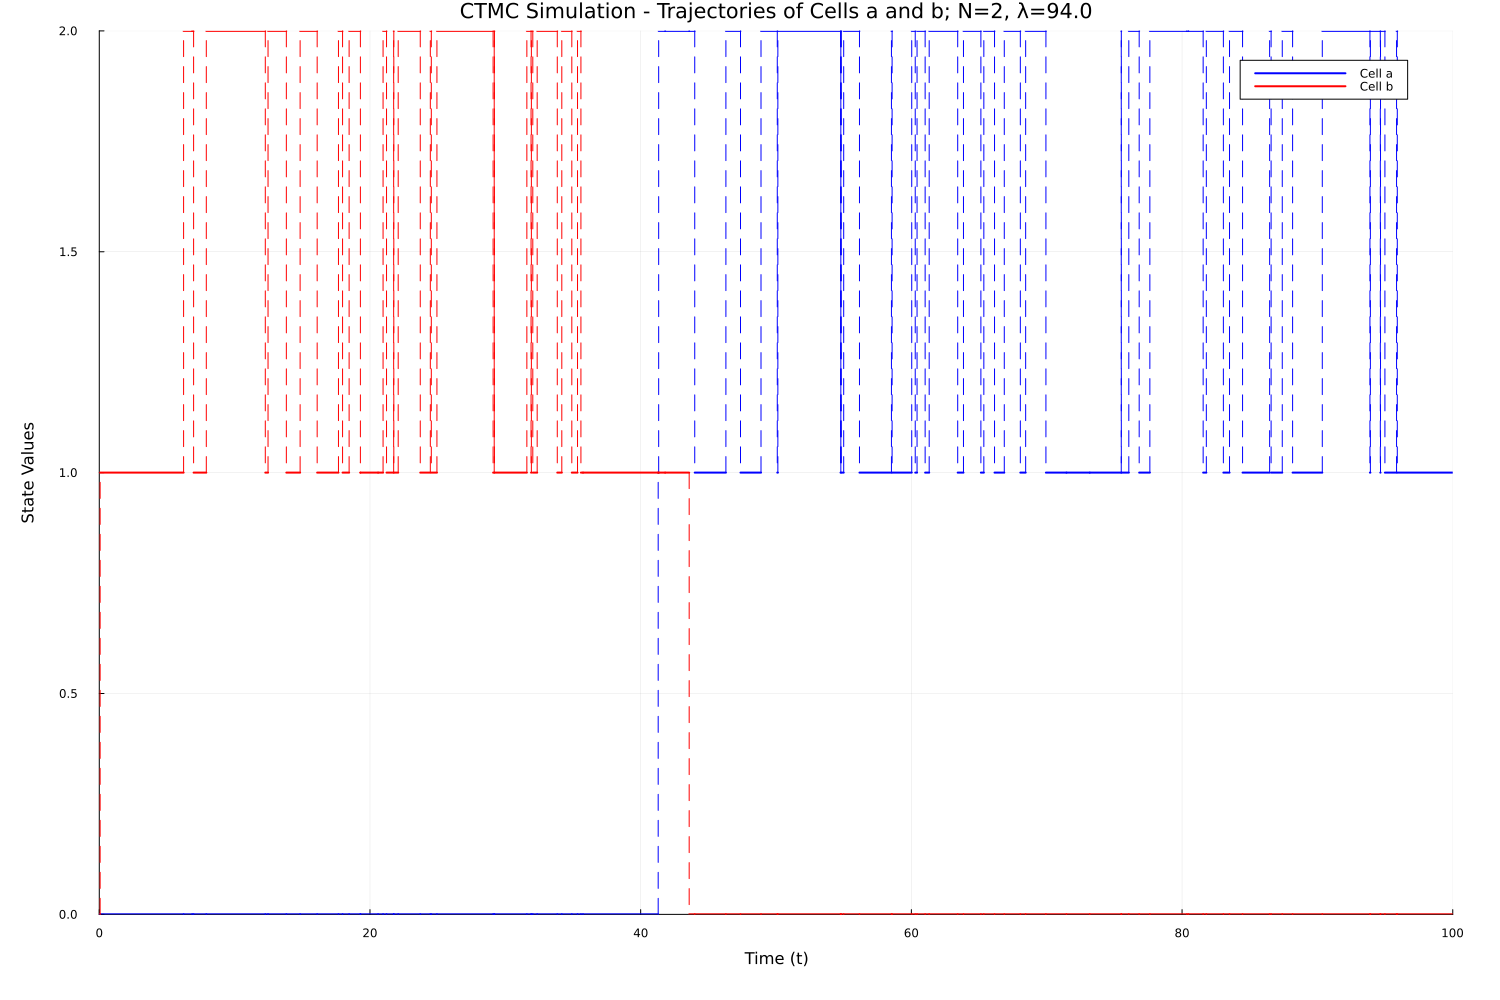 CTMC Simulation - Trajectories of Cells a and b; N=2, λ=94.0
2.0
Cell a
Cell b
1.5
1.0
State Values
0.5
0.0
0 20 40 60 80 100
Time (t)